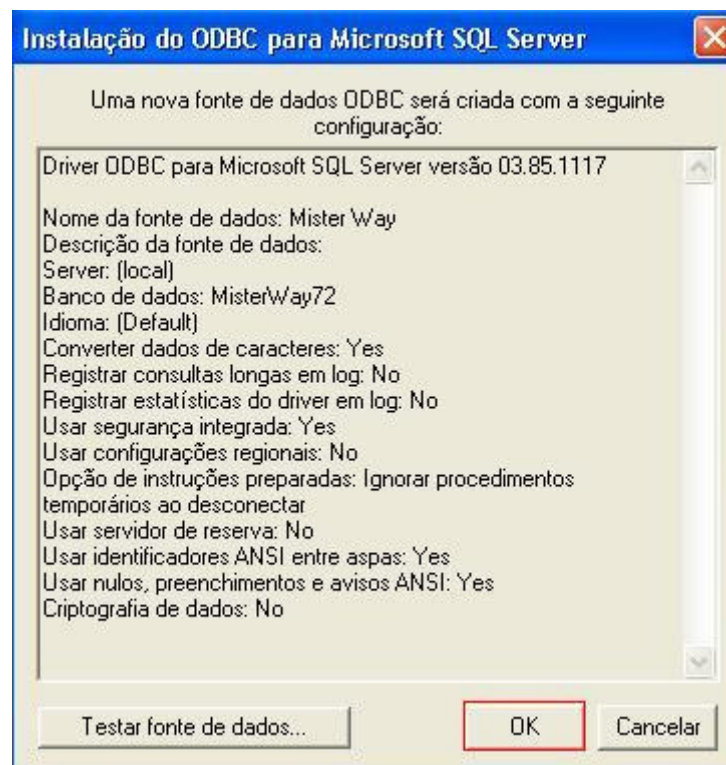 Instalação do ODBC para Microsoft SQL Server
Uma nova fonte de dados ODBC será criada com a seguinte
configuração:
Driver ODBC para Microsoft SQL Server versão 03.85.1117
Nome da fonte de dados: Mister Way
Descrição da fonte de dados:
Server: (local)
Banco de dados: MisterWay72
Idioma: (Default)
Converter dados de caracteres: Yes
Registrar consultas longas em log: No
Registrar estatísticas do driver em log: No
Usar segurança integrada: Yes
Usar configurações regionais: No
Opção de instruções preparadas: Ignorar procedimentos
temporários ao desconectar
Usar servidor de reserva: No
Usar identificadores ANSI entre aspas: Yes
Usar nulos, preenchimentos e avisos ANSI: Yes
Criptografia de dados: No
Testar fonte de dados...
OK
Cancelar